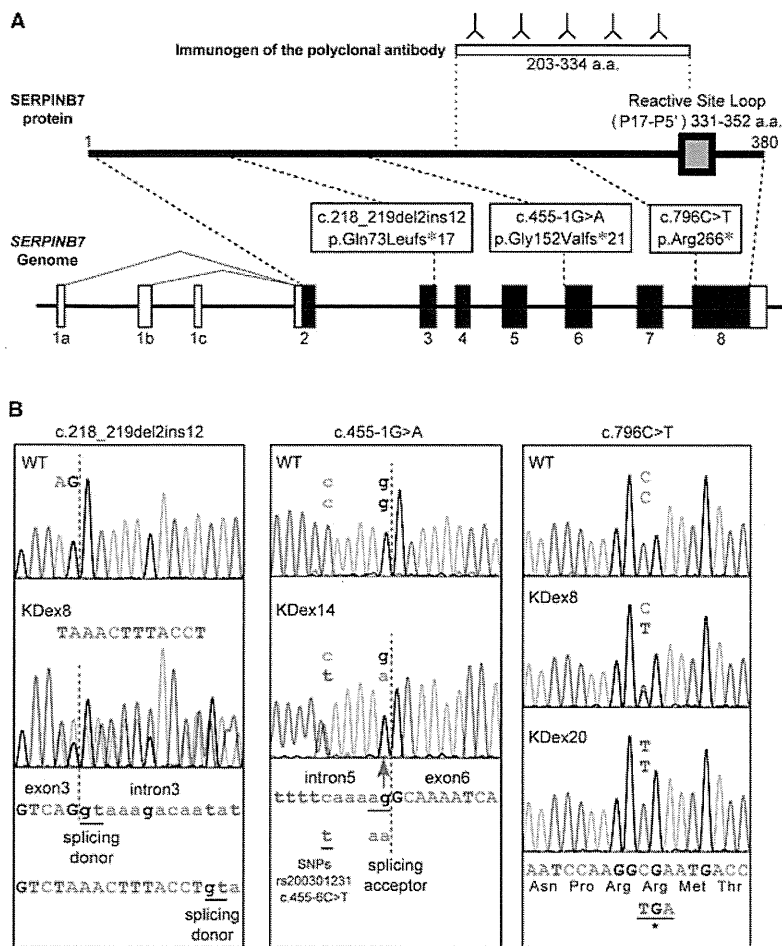 A
Immunogen of the polyclonal antibody
203-334 a.a.
SERPINB7
protein
Reactive Site Loop
(P17-P5') 331-352 a.a.
1
380
c.218_219del2ins12
p.Gln73Leufs*17
c.455-1G>A
p.Gly152Valfs*21
c.796C>T
p.Arg266*
SERPINB7
Genome
1a 1b 1c 2 3 4 5 6 7 8
B
c.218_219del2ins12
WT
AG
KDex8
TAAACTTTACCT
exon3 intron3
GTCAGgtaaagacaatat
splicing
donor
GTCTAAACTTTACCTgta
splicing
donor
c.455-1G>A
WT
c g
c g
KDex14
c g
t a
intron5 exon6
ttttcaaaagGCAAAATCA
t aa
SNPs
rs200301231
c.455-6C>T
splicing
acceptor
c.796C>T
WT
C
C
KDex8
C
T
KDex20
T
T
AATCCAAGGCGAATGACC
Asn Pro Arg Arg Met Thr
TGA
*